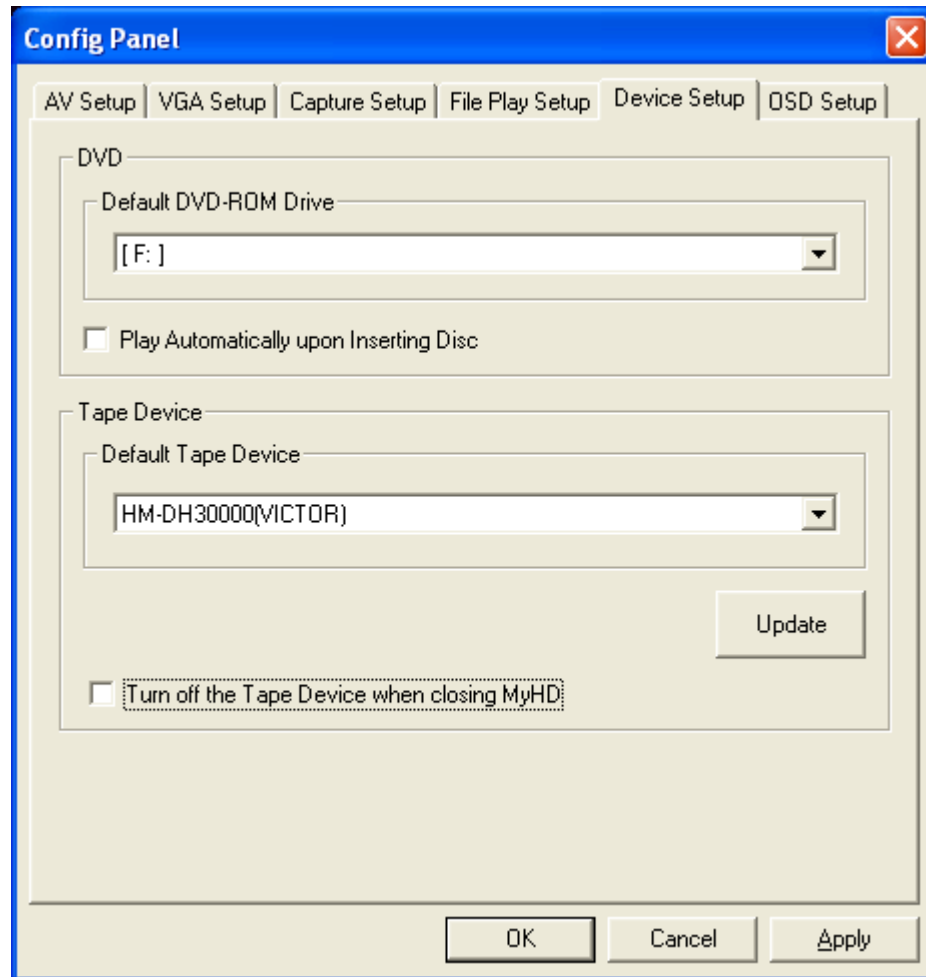 Config Panel
AV Setup VGA Setup Capture Setup File Play Setup Device Setup OSD Setup
DVD
Default DVD-ROM Drive
[ F: ]
Play Automatically upon Inserting Disc
Tape Device
Default Tape Device
HM-DH30000(VICTOR)
Update
Turn off the Tape Device when closing MyHD
OK Cancel Apply